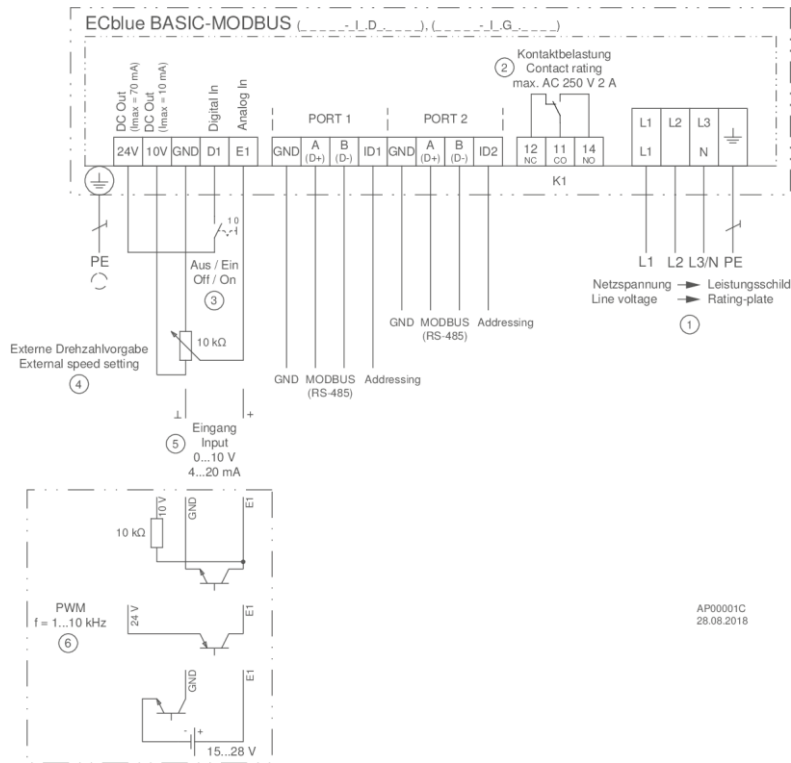 ECblue BASIC-MODBUS (_ _ _ _ _-I_.D_._ _ _ _), (_ _ _ _ _-I_.G_._ _ _ _ _)
2 Kontaktbelastung
Contact rating
max. AC 250 V 2 A
DC Out
(Imax = 70 mA)
DC Out
(Imax = 10 mA)
Digital In
Analog In
PORT 1
PORT 2
24V 10V GND D1 E1
GND A (D+) B (D-) ID1 GND A (D+) B (D-) ID2
12 NC 11 CO 14 NO
K1
L1 L2 L3
L1 N
PE
1 0
Aus / Ein
Off / On
3
10 kΩ
Externe Drehzahlvorgabe
External speed setting
4
GND MODBUS Addressing
(RS-485)
GND MODBUS Addressing
(RS-485)
L1 L2 L3/N PE
Netzspannung Leistungsschild
Line voltage Rating-plate
1
⊥ +
5 Eingang
Input
0...10 V
4...20 mA
10 V GND E1
10 kΩ
PWM
f = 1...10 kHz
6
24 V E1
GND E1
- +
15...28 V
AP00001C
28.08.2018